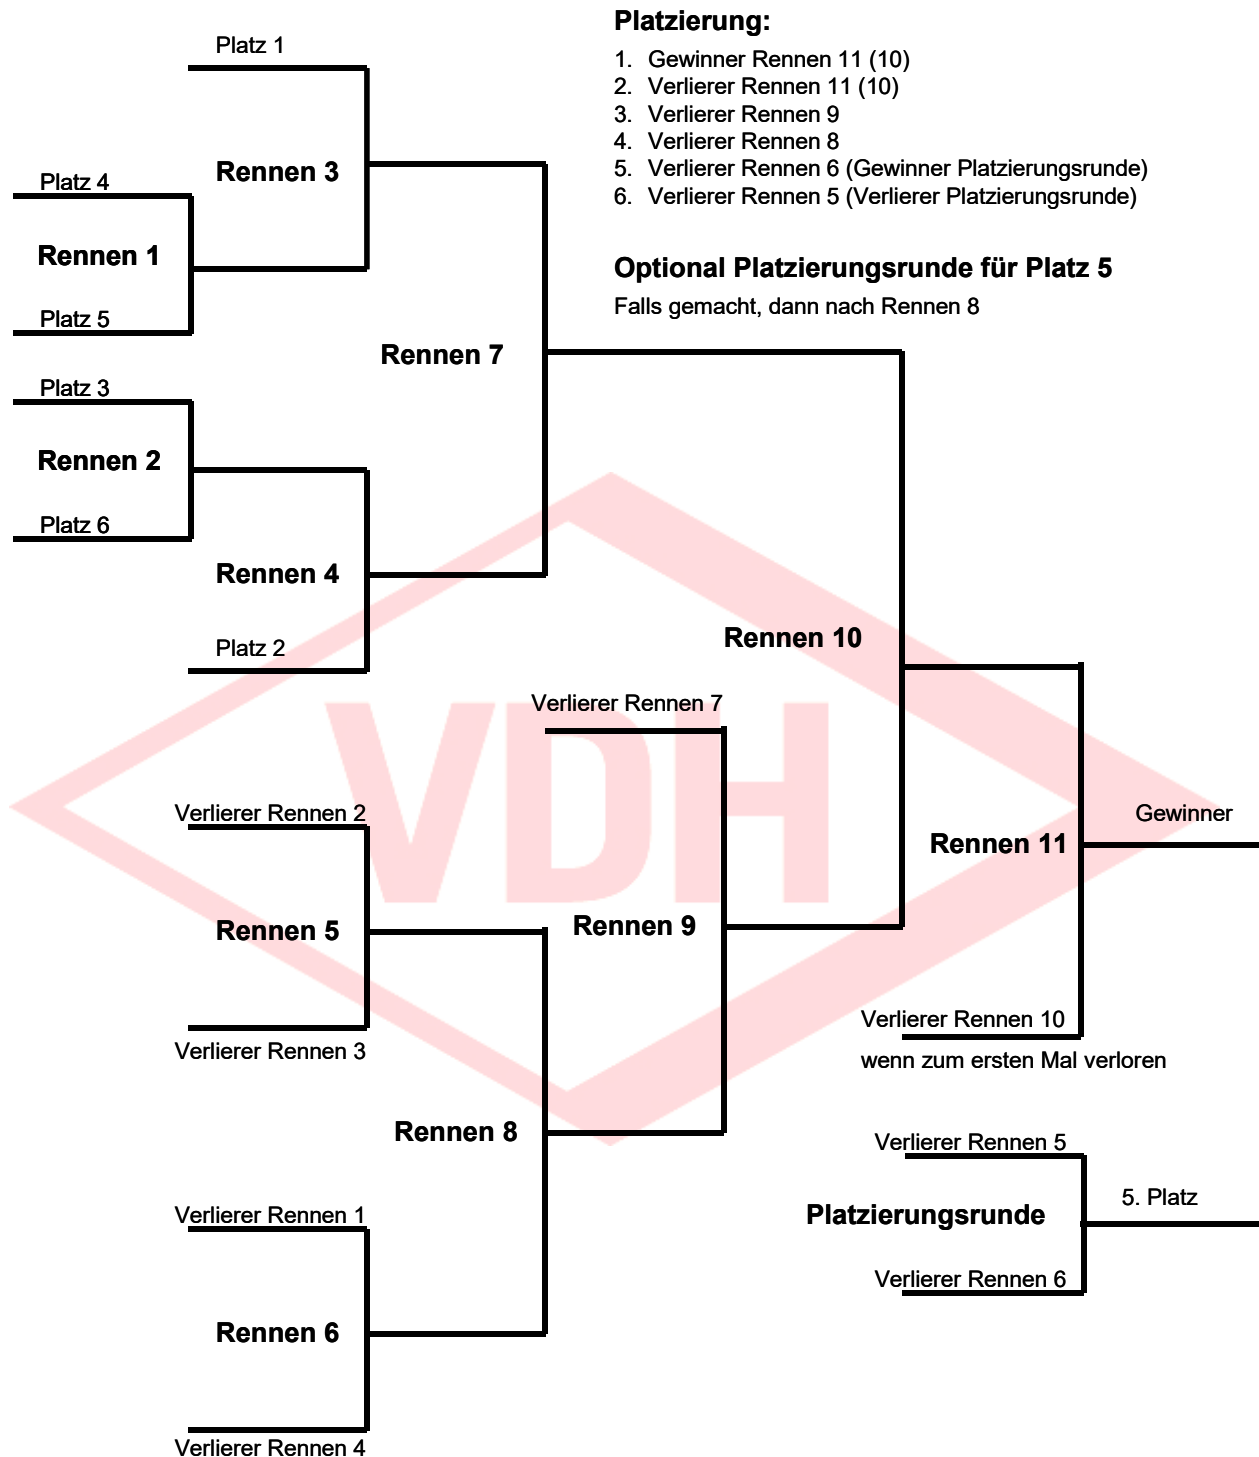 Platzierung:
1. Gewinner Rennen 11 (10)
2. Verlierer Rennen 11 (10)
3. Verlierer Rennen 9
4. Verlierer Rennen 8
5. Verlierer Rennen 6 (Gewinner Platzierungsrunde)
6. Verlierer Rennen 5 (Verlierer Platzierungsrunde)
Optional Platzierungsrunde für Platz 5
Falls gemacht, dann nach Rennen 8
Platz 1
Rennen 3
Platz 4
Rennen 1
Platz 5
Rennen 7
Platz 3
Rennen 2
Platz 6
Rennen 4
Platz 2
Rennen 10
Verlierer Rennen 7
VDH
Verlierer Rennen 2
Gewinner
Rennen 11
Rennen 5
Rennen 9
Verlierer Rennen 10
wenn zum ersten Mal verloren
Verlierer Rennen 3
Rennen 8
Verlierer Rennen 5
Platzierungsrunde
5. Platz
Verlierer Rennen 6
Verlierer Rennen 1
Rennen 6
Verlierer Rennen 4